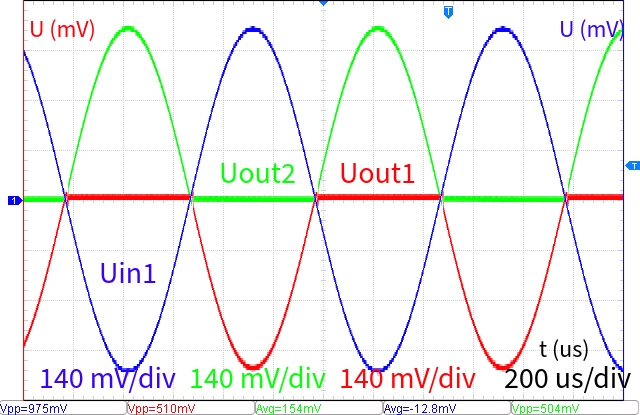 U (mV)
U (mV)
T
Uout2
Uout1
T
1
Uin1
t (us)
140 mV/div
140 mV/div
140 mV/div
200 us/div
Vpp=975mV
Vpp=510mV
Avg=154mV
Avg=-12.8mV
Vpp=504mV